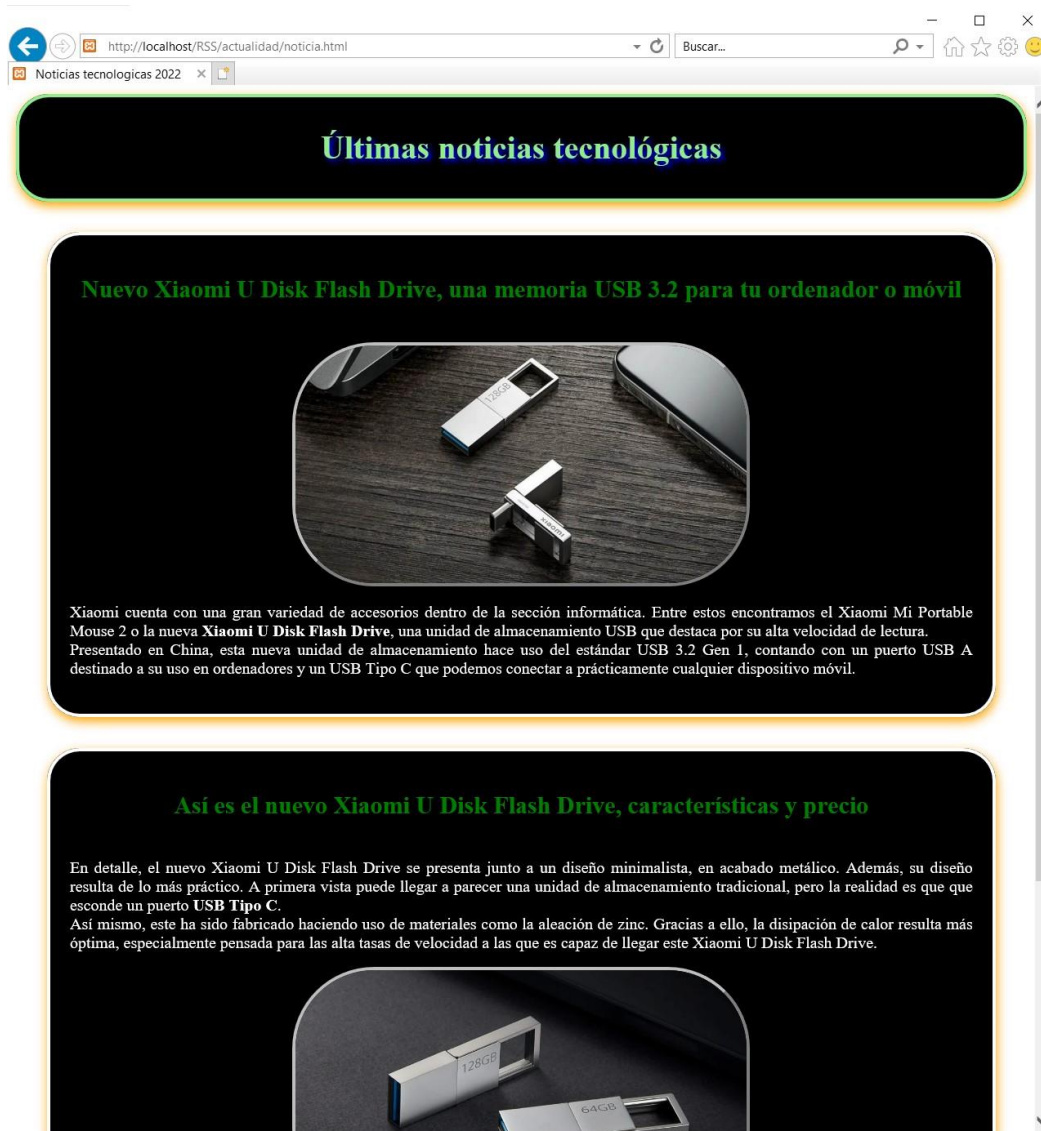 http://localhost/RSS/actualidad/noticia.html
Buscar...
Noticias tecnologicas 2022
Últimas noticias tecnológicas
Nuevo Xiaomi U Disk Flash Drive, una memoria USB 3.2 para tu ordenador o móvil
128GB
xiaomi
Xiaomi cuenta con una gran variedad de accesorios dentro de la sección informática. Entre estos encontramos el Xiaomi Mi Portable
Mouse 2 o la nueva Xiaomi U Disk Flash Drive, una unidad de almacenamiento USB que destaca por su alta velocidad de lectura.
Presentado en China, esta nueva unidad de almacenamiento hace uso del estándar USB 3.2 Gen 1, contando con un puerto USB A
destinado a su uso en ordenadores y un USB Tipo C que podemos conectar a prácticamente cualquier dispositivo móvil.
Así es el nuevo Xiaomi U Disk Flash Drive, características y precio
En detalle, el nuevo Xiaomi U Disk Flash Drive se presenta junto a un diseño minimalista, en acabado metálico. Además, su diseño
resulta de lo más práctico. A primera vista puede llegar a parecer una unidad de almacenamiento tradicional, pero la realidad es que que
esconde un puerto USB Tipo C.
Así mismo, este ha sido fabricado haciendo uso de materiales como la aleación de zinc. Gracias a ello, la disipación de calor resulta más
óptima, especialmente pensada para las alta tasas de velocidad a las que es capaz de llegar este Xiaomi U Disk Flash Drive.
128GB
64GB